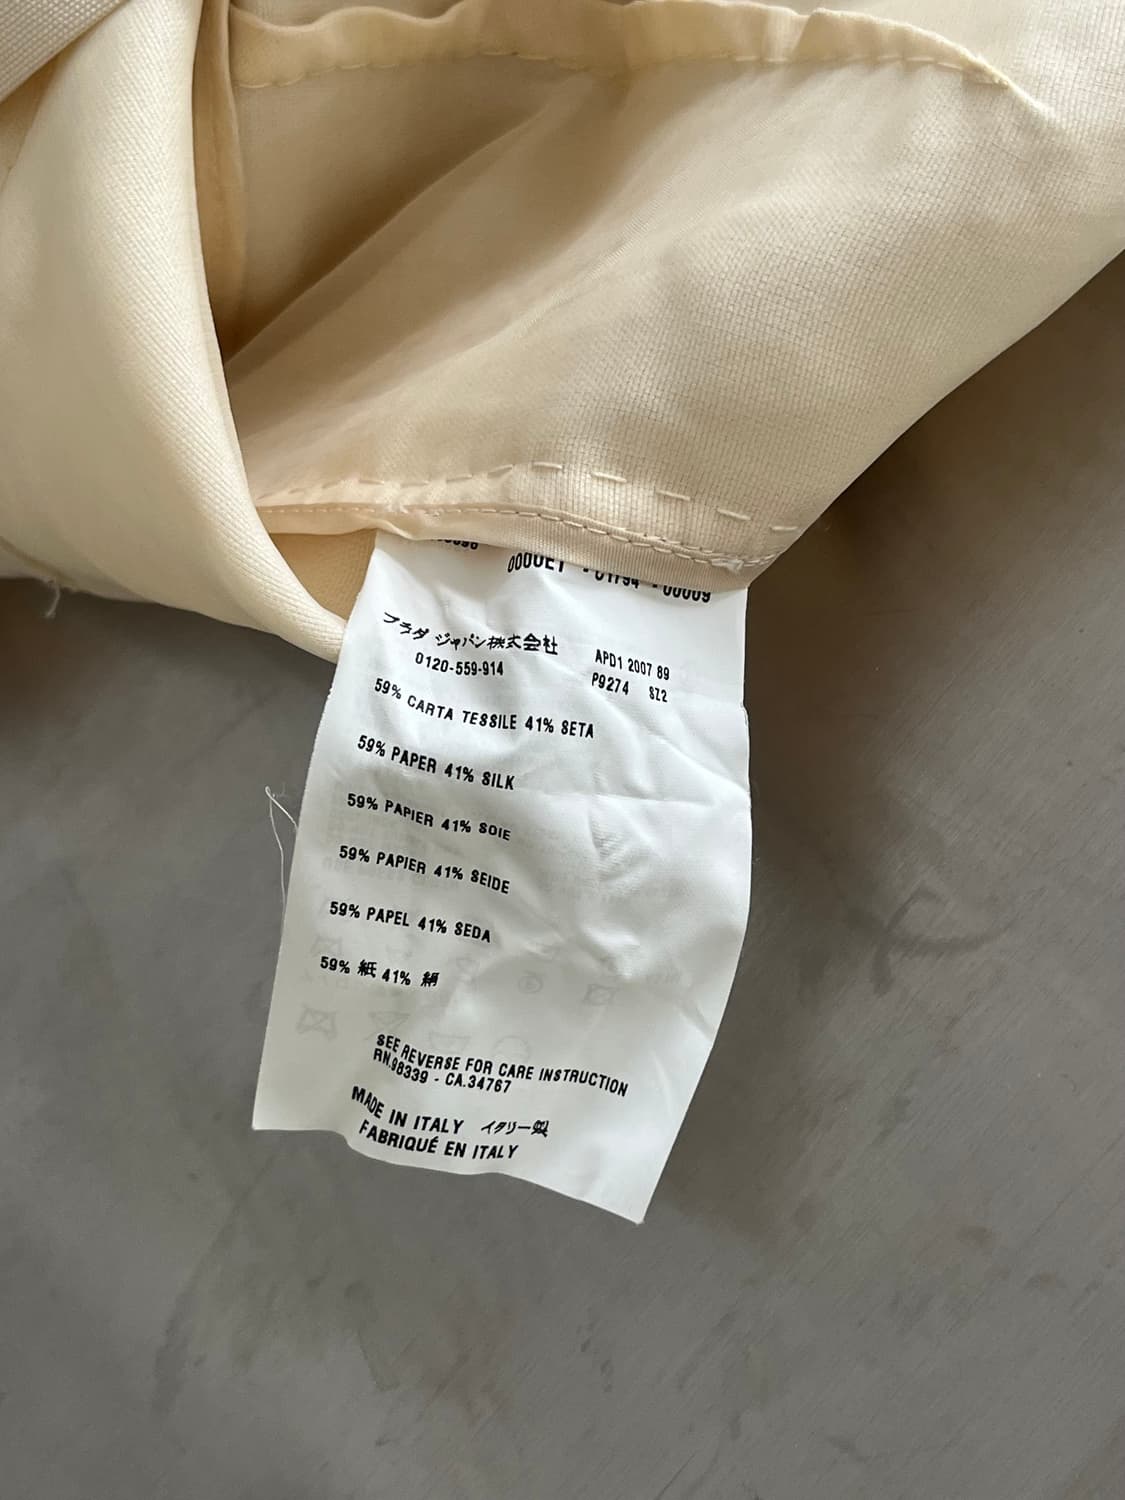 プラダ ジャパン株式会社
0120-559-914
APD1 2007 89
P9274 SZ2
59% CARTA TESSILE 41% SETA
59% PAPER 41% SILK
59% PAPIER 41% SOIE
59% PAPIER 41% SEIDE
59% PAPEL 41% SEDA
59% 紙 41% 絹
SEE REVERSE FOR CARE INSTRUCTION
RN.98339 - CA.34767
MADE IN ITALY イタリー製
FABRIQUÉ EN ITALY